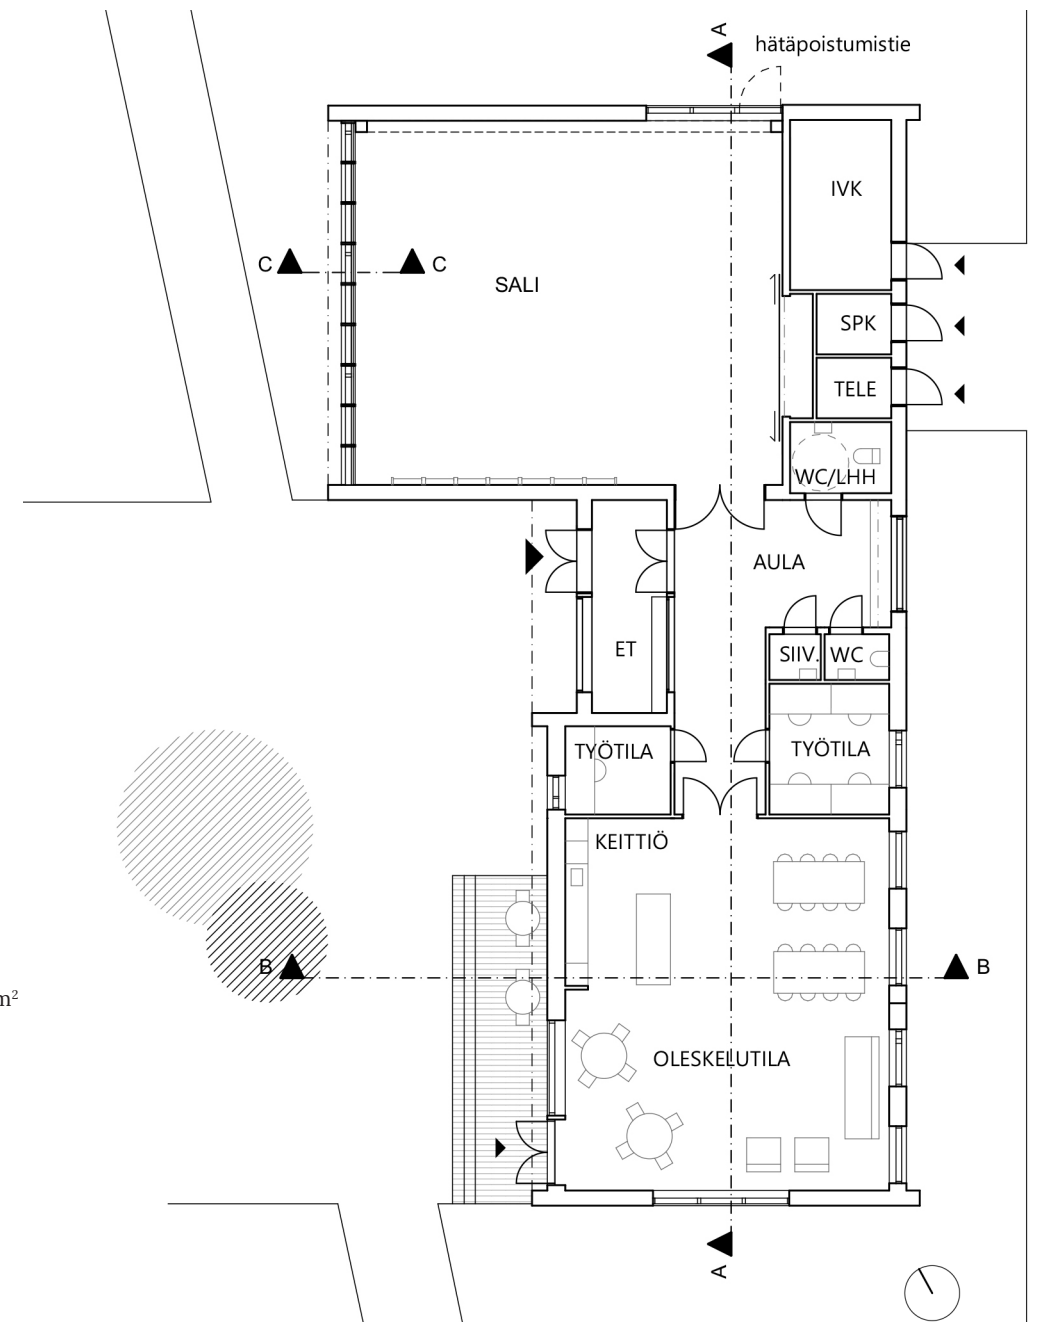 A
hätäpoistumistie
IVK
C
C
SALI
SPK
TELE
WC/LHH
AULA
ET
SIIV.
WC
TYÖTILA
TYÖTILA
KEITTIÖ
B
B
m²
OLESKELUTILA
A